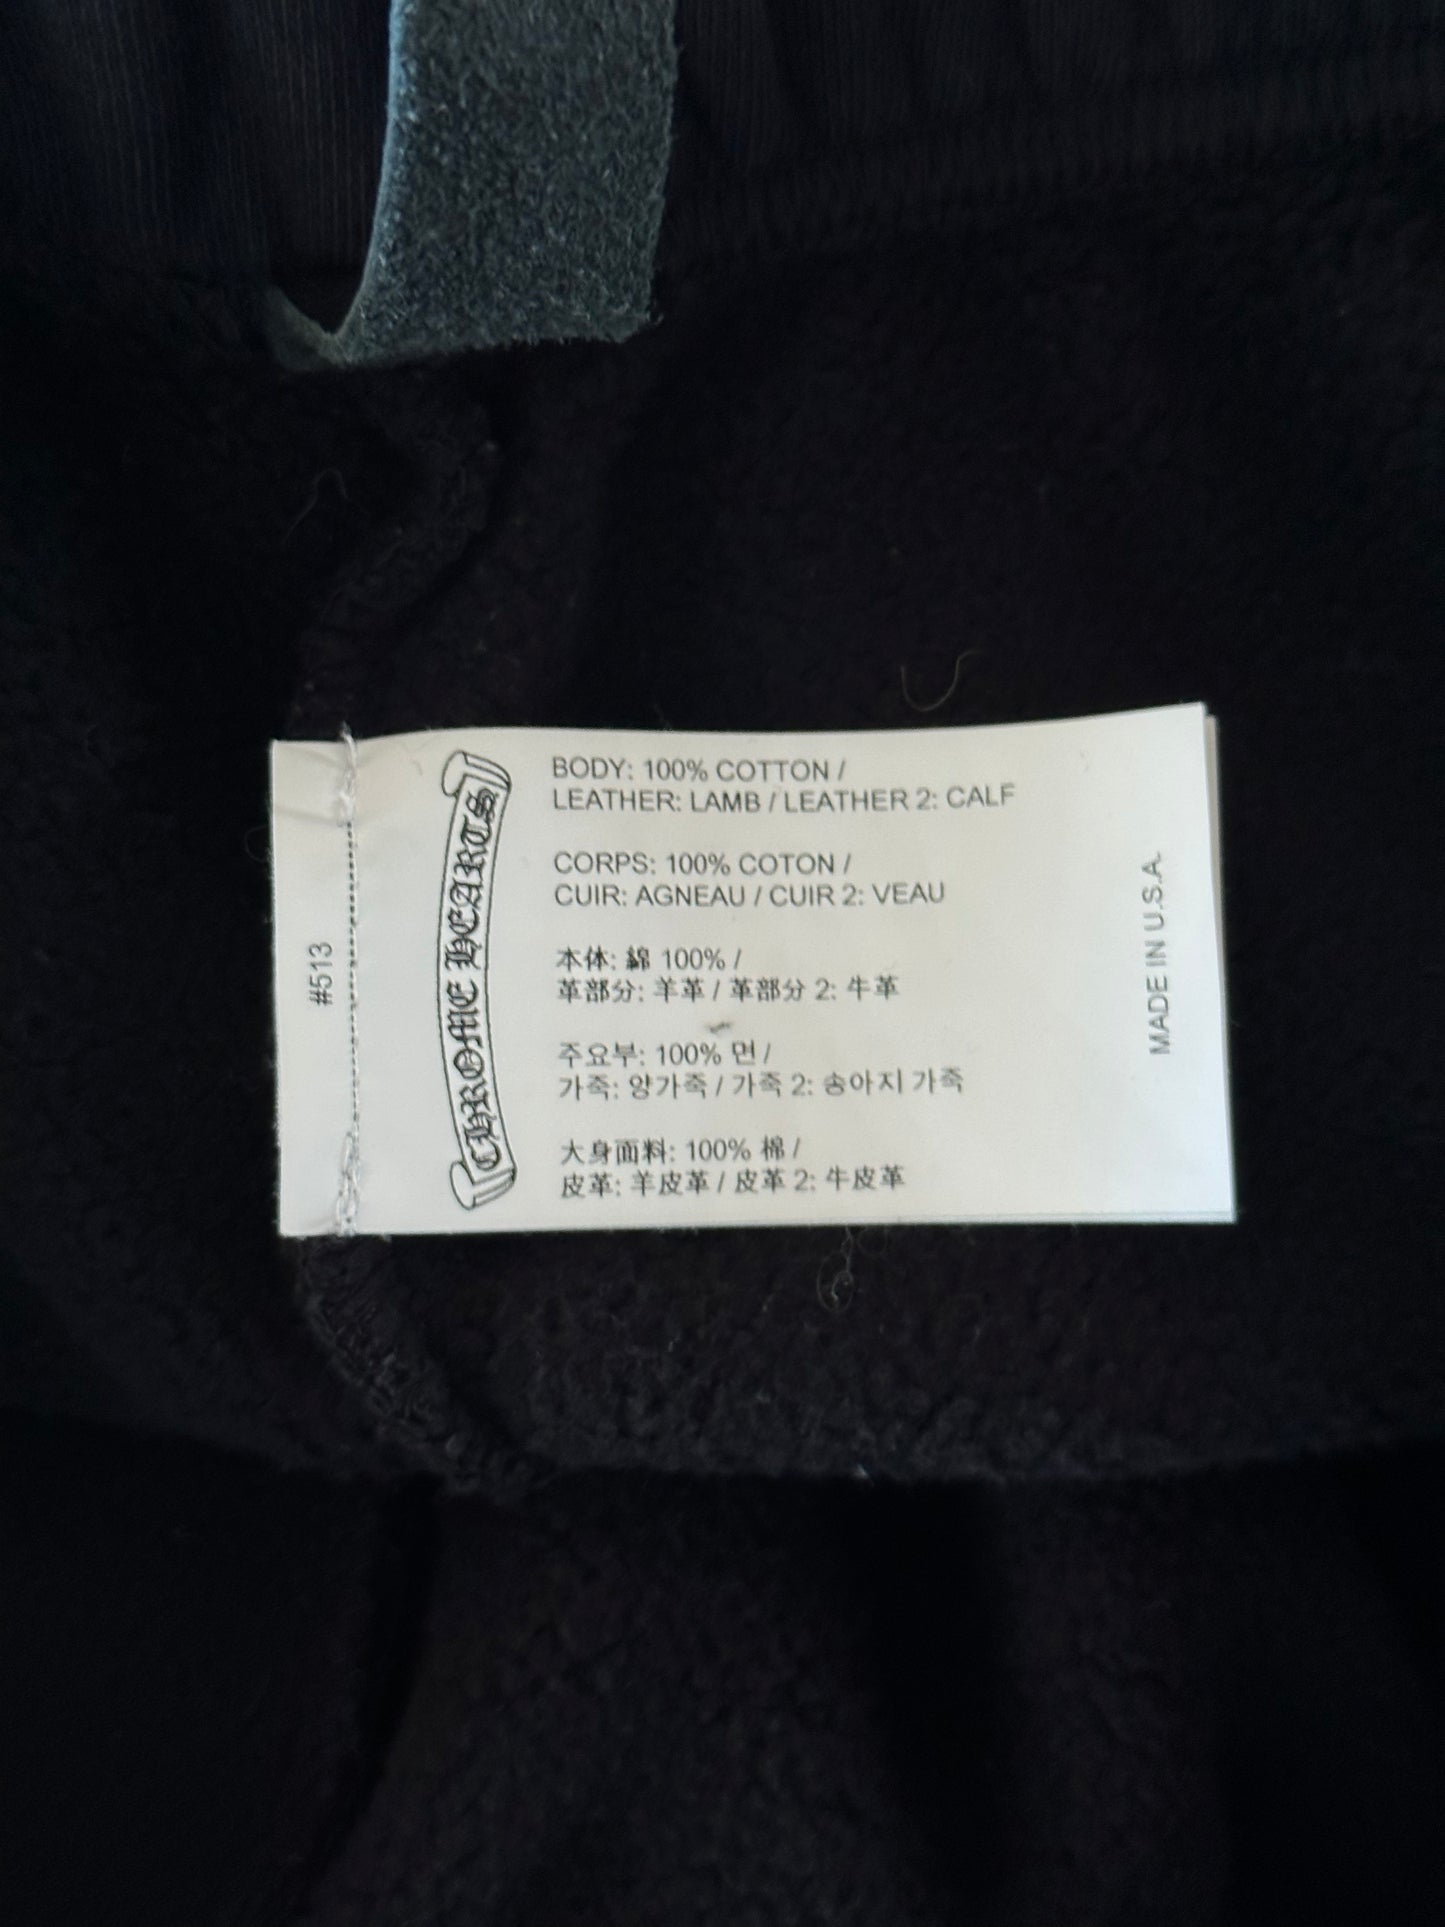 #513
CHROME HEARTS
BODY: 100% COTTON /
LEATHER: LAMB / LEATHER 2: CALF
CORPS: 100% COTON /
CUIR: AGNEAU / CUIR 2: VEAU
本体: 綿 100% /
革部分: 羊革 / 革部分 2: 牛革
주요부: 100% 면 /
가죽: 양가죽 / 가죽 2: 송아지 가죽
大身面料: 100% 棉 /
皮革: 羊皮革 / 皮革 2: 牛皮革
MADE IN U.S.A.